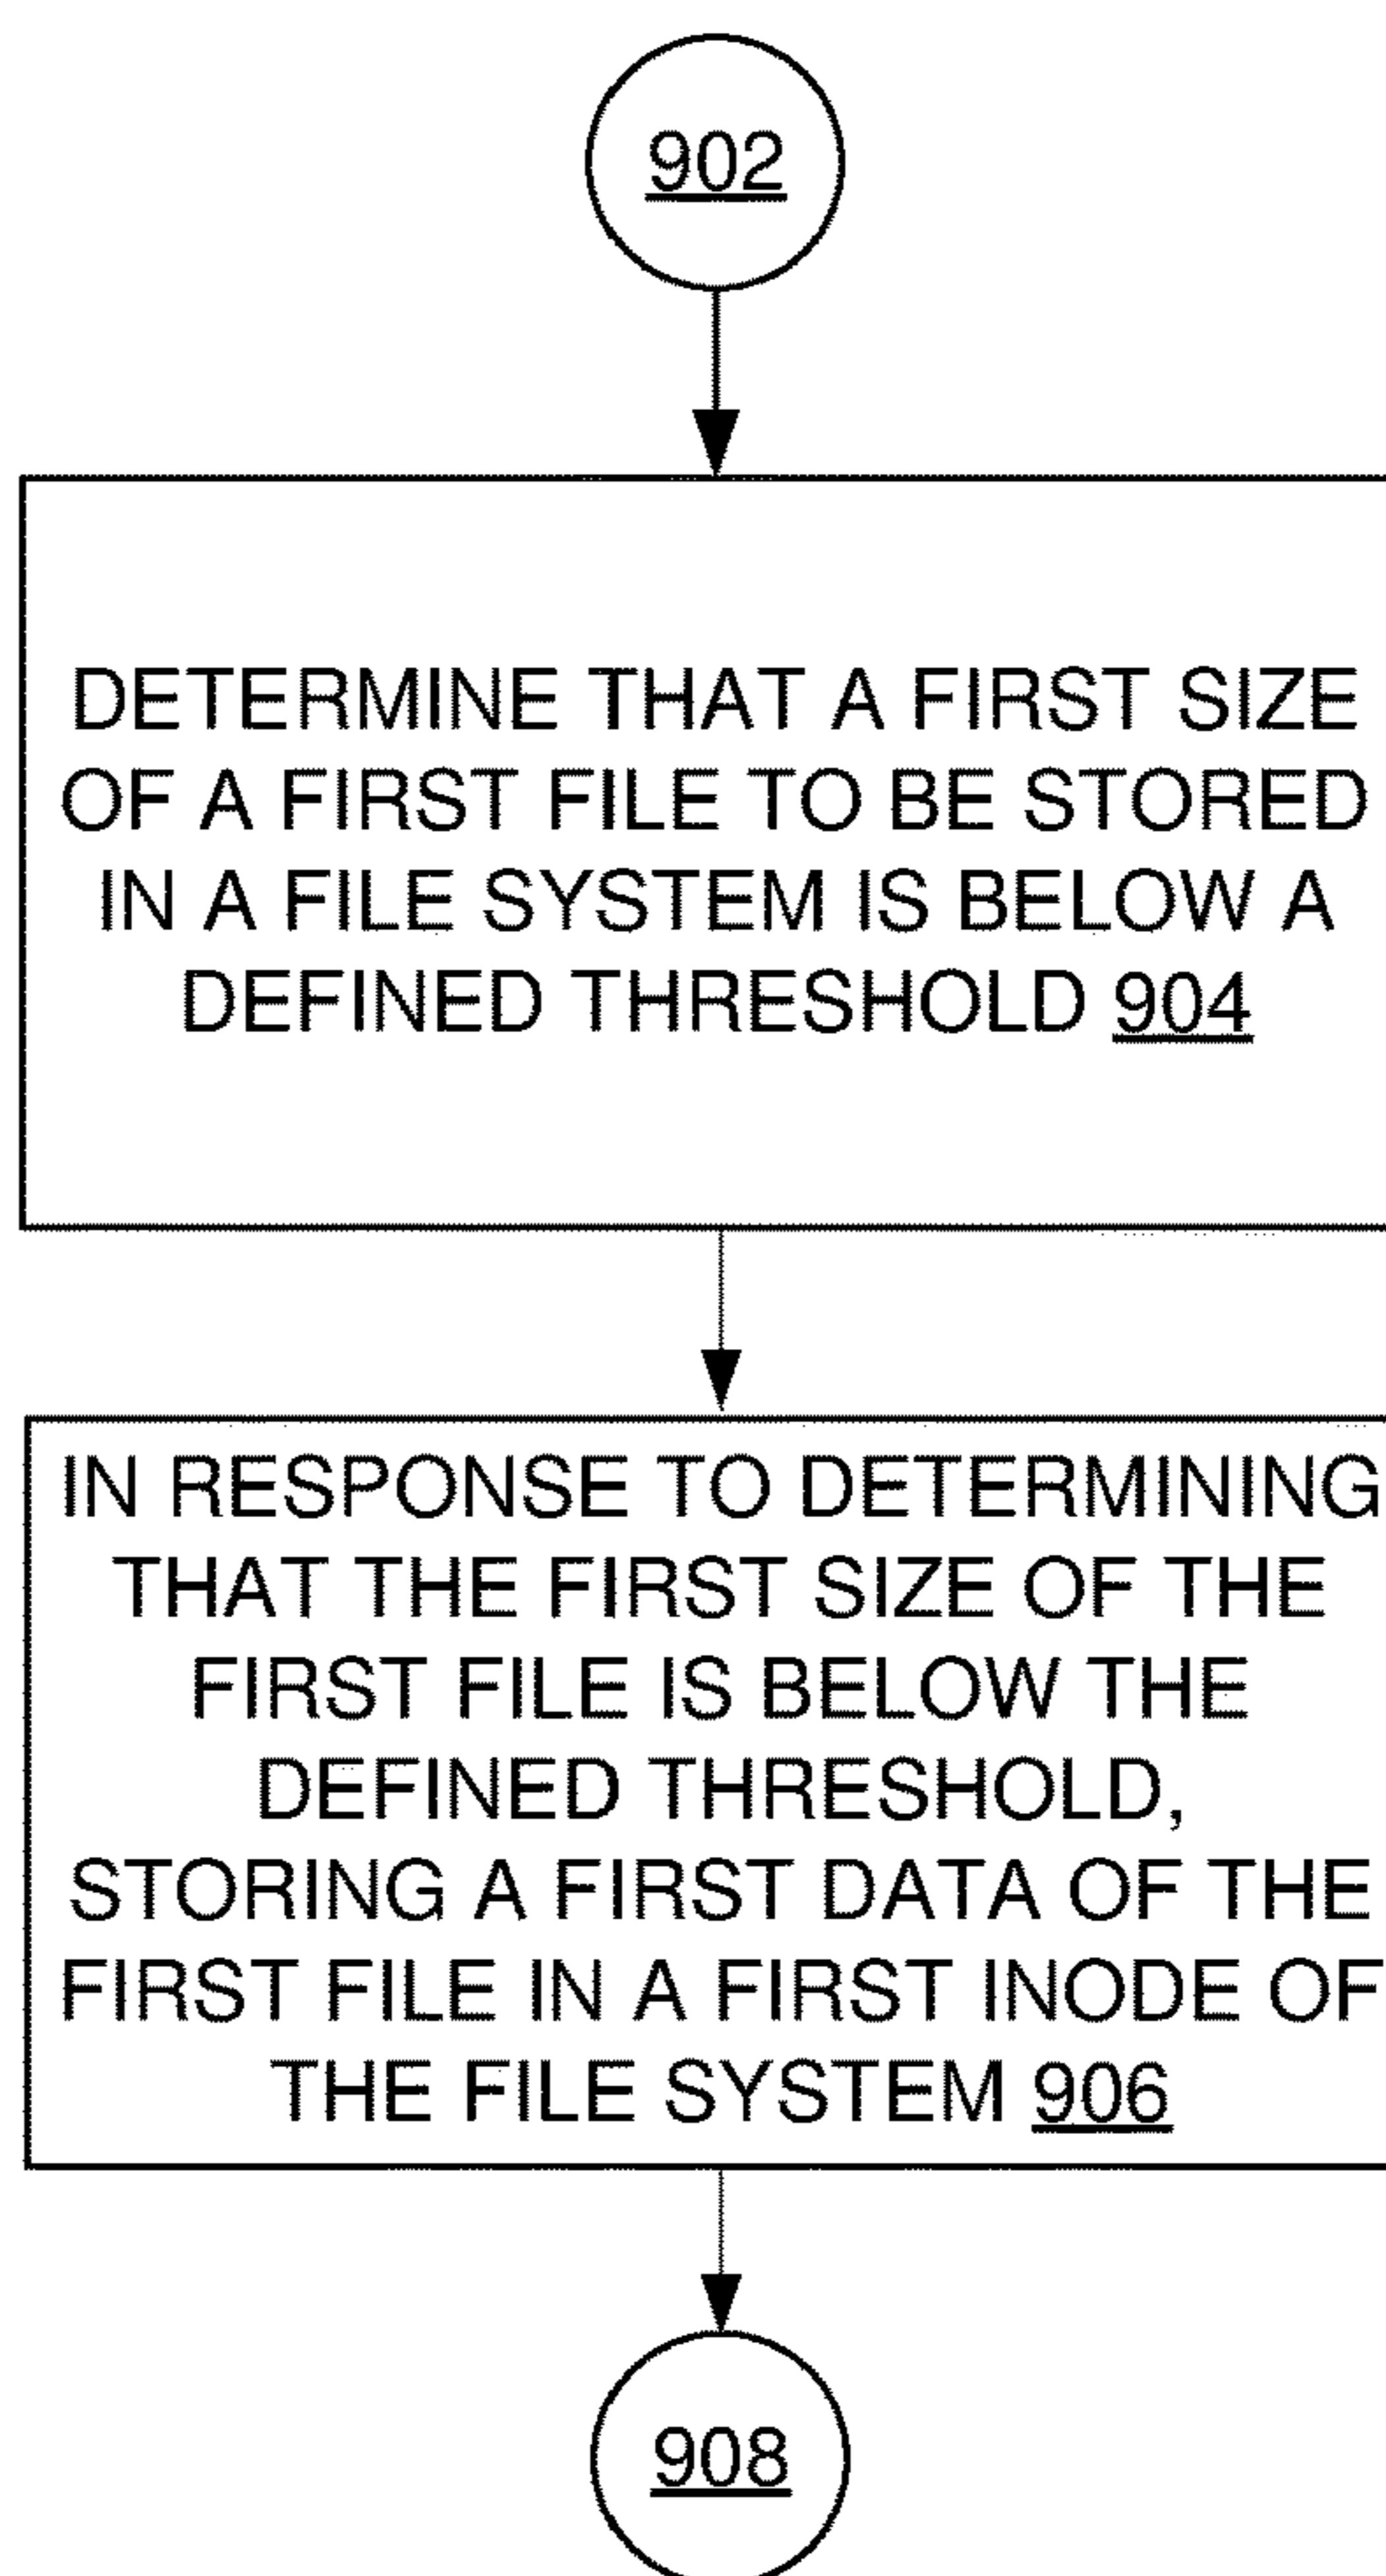 902
DETERMINE THAT A FIRST SIZE
OF A FIRST FILE TO BE STORED
IN A FILE SYSTEM IS BELOW A
DEFINED THRESHOLD 904
IN RESPONSE TO DETERMINING
THAT THE FIRST SIZE OF THE
FIRST FILE IS BELOW THE
DEFINED THRESHOLD,
STORING A FIRST DATA OF THE
FIRST FILE IN A FIRST INODE OF
THE FILE SYSTEM 906
908